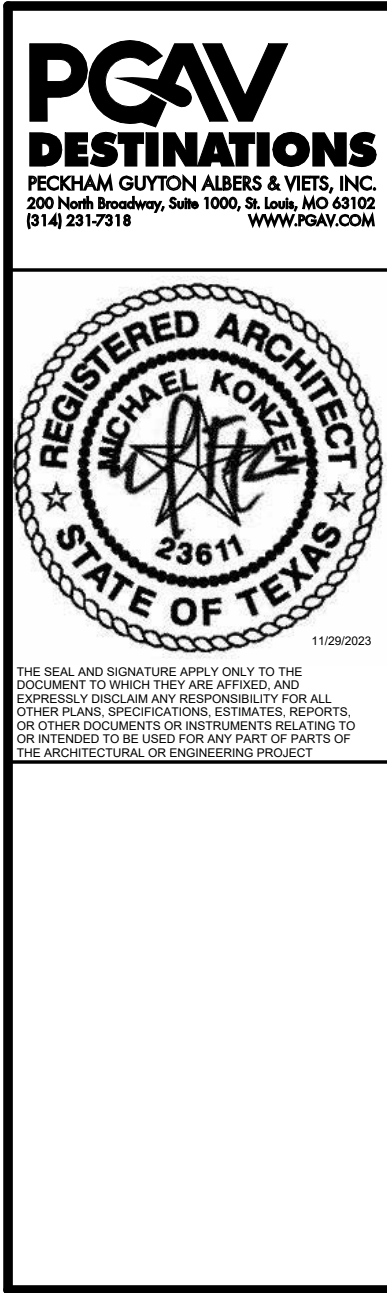 PGAV
DESTINATIONS
PECKHAM GUYTON ALBERS & VIETS, INC.
200 North Broadway, Suite 1000, St. Louis, MO 63102
(314) 231-7318 WWW.PGAV.COM
REGISTERED ARCHITECT
MICHAEL KONZEN
23611
STATE OF TEXAS
11/29/2023
THE SEAL AND SIGNATURE APPLY ONLY TO THE
DOCUMENT TO WHICH THEY ARE AFFIXED, AND
EXPRESSLY DISCLAIM ANY RESPONSIBILITY FOR ALL
OTHER PLANS, SPECIFICATIONS, ESTIMATES, REPORTS,
OR OTHER DOCUMENTS OR INSTRUMENTS RELATING TO
OR INTENDED TO BE USED FOR ANY PART OF PARTS OF
THE ARCHITECTURAL OR ENGINEERING PROJECT